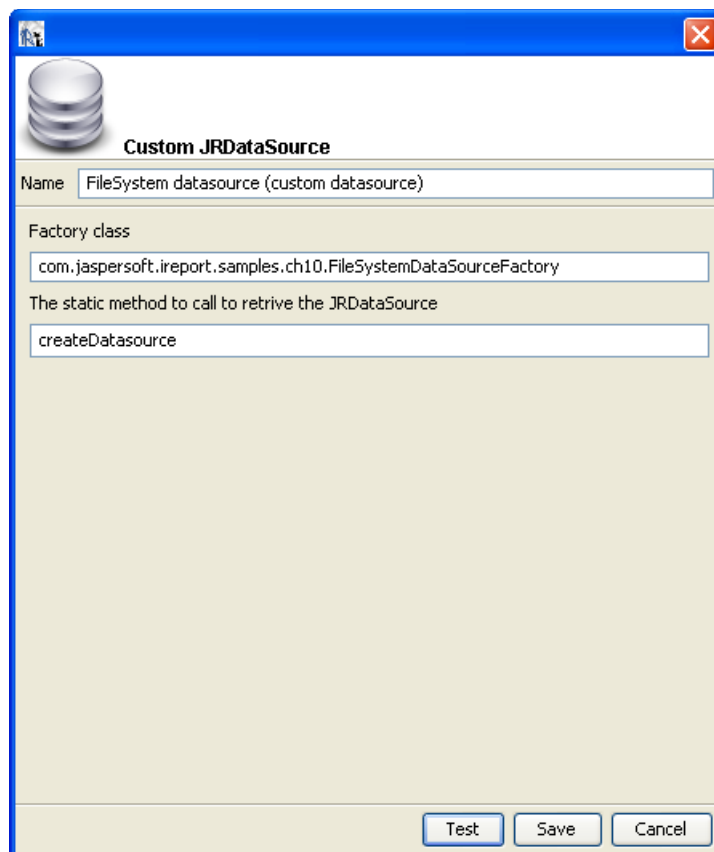 Custom JRDataSource
Name FileSystem datasource (custom datasource)
Factory class
com.jaspersoft.ireport.samples.ch10.FileSystemDataSourceFactory
The static method to call to retrive the JRDataSource
createDatasource
Test Save Cancel